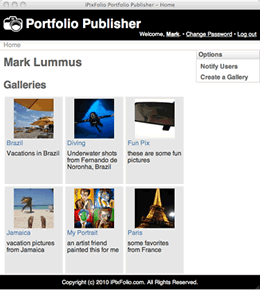 iPixFolio Portfolio Publisher - Home
Portfolio Publisher
Welcome, Mark. • Change Password • Log out
Home
Options
Notify Users
Create a Gallery
Mark Lummus
Galleries
Brazil
Vacations in Brazil
Diving
Underwater shots
from Fernando de
Noronha, Brazil
Fun Pix
these are some fun
pictures
Jamaica
vacation pictures
from Jamaica
My Portrait
an artist friend
painted this for me
Paris
some favorites
from France
Copyright (c) 2010 iPixFolio.com. All Rights Reserved.